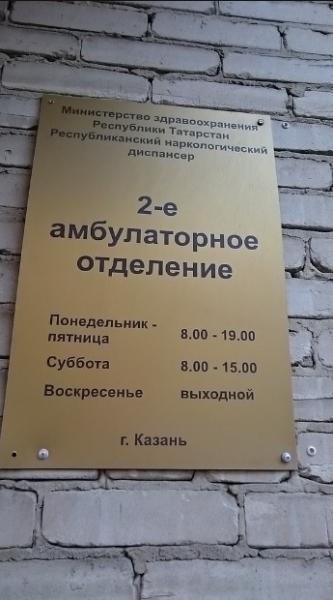 Министерство здравоохранения
Республики Татарстан
Республиканский наркологический
диспансер
2-е
амбулаторное
отделение
Понедельник -
пятница 8.00 - 19.00
Суббота 8.00 - 15.00
Воскресенье выходной
г. Казань